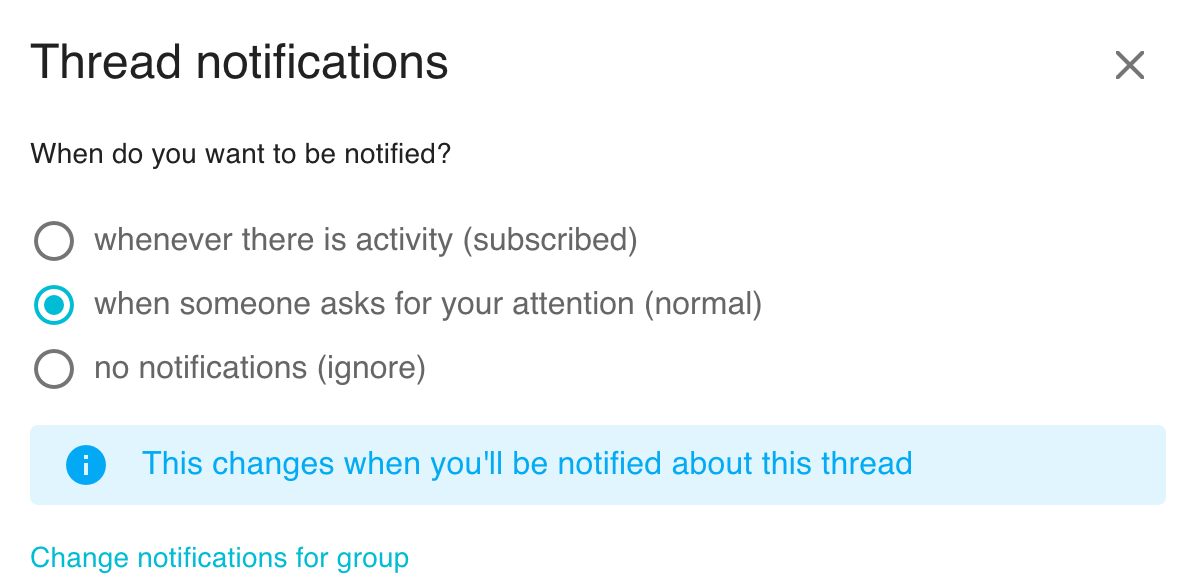 Thread notifications
When do you want to be notified?
whenever there is activity (subscribed)
when someone asks for your attention (normal)
no notifications (ignore)
This changes when you'll be notified about this thread
Change notifications for group